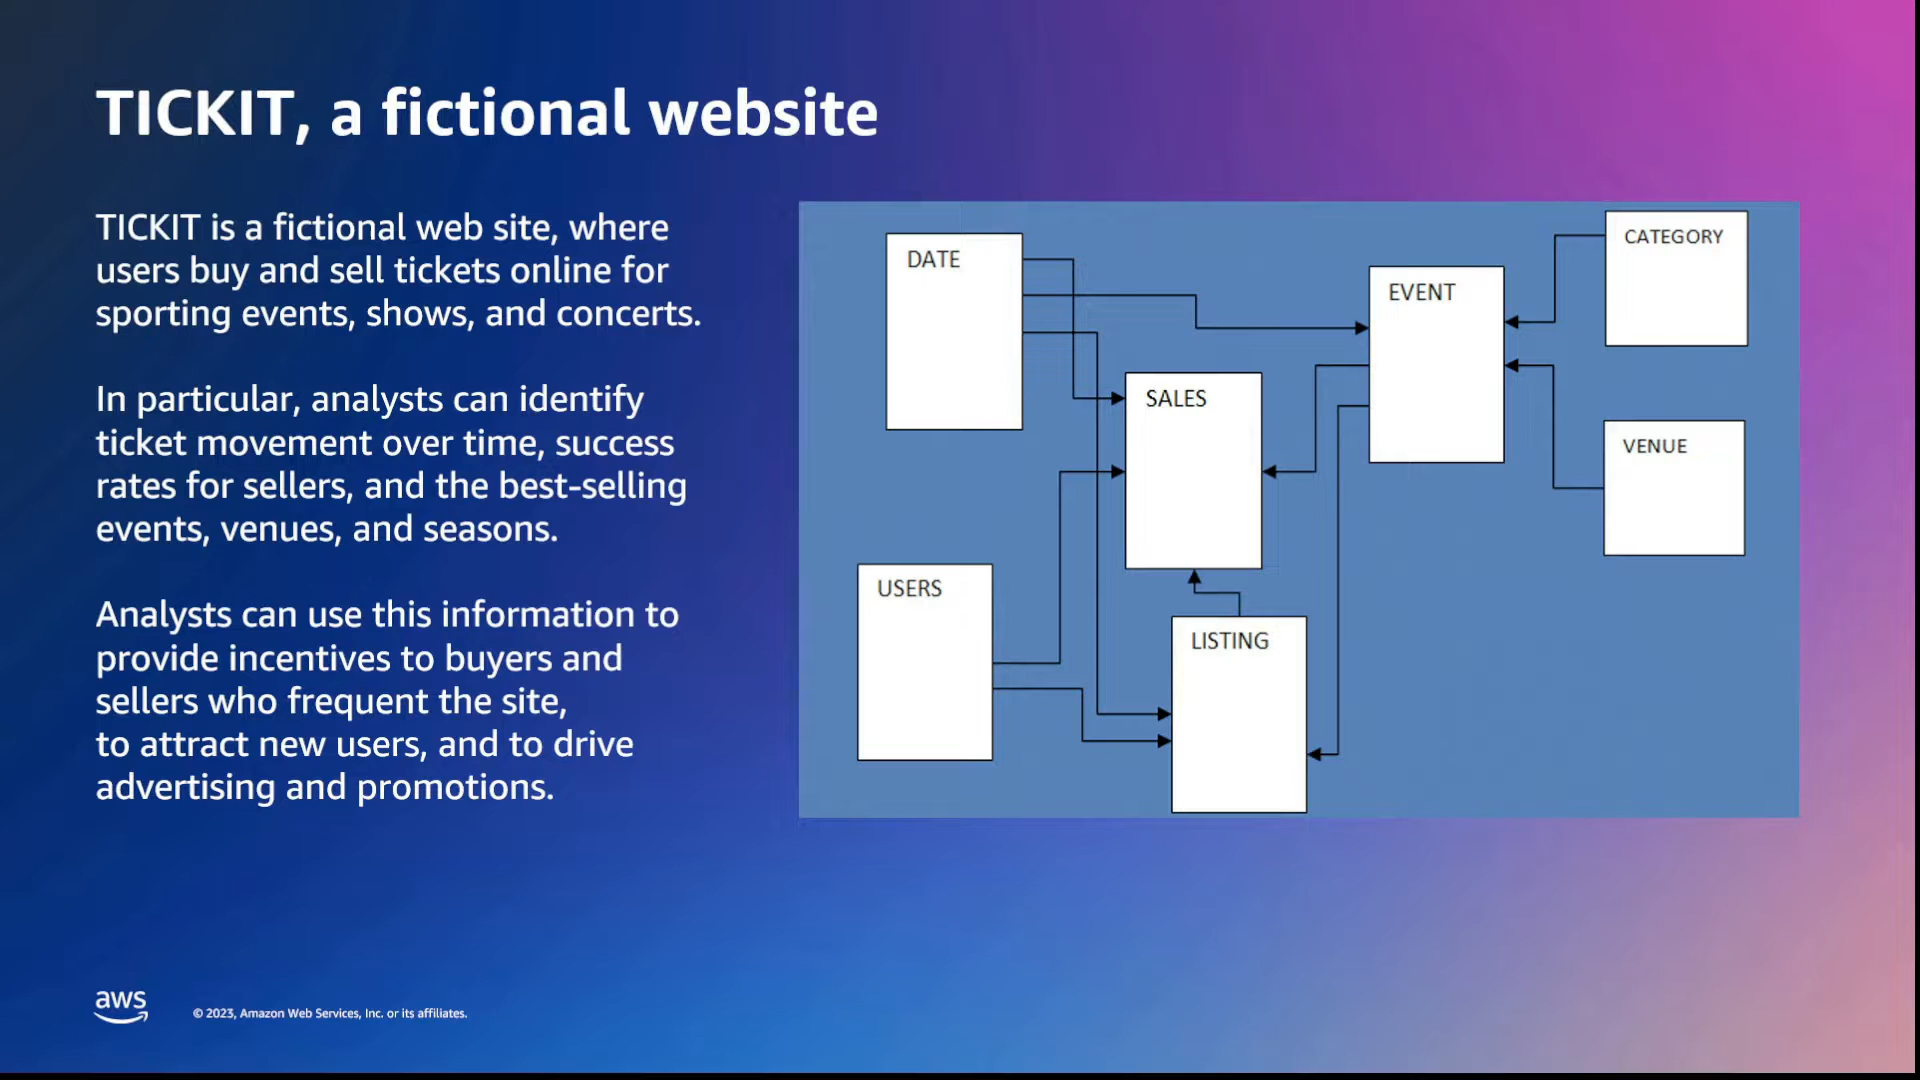 TICKIT, a fictional website
TICKIT is a fictional web site, where
users buy and sell tickets online for
sporting events, shows, and concerts.
In particular, analysts can identify
ticket movement over time, success
rates for sellers, and the best-selling
events, venues, and seasons.
Analysts can use this information to
provide incentives to buyers and
sellers who frequent the site,
to attract new users, and to drive
advertising and promotions.
DATE
CATEGORY
EVENT
SALES
VENUE
USERS
LISTING
aws
© 2023, Amazon Web Services, Inc. or its affiliates.